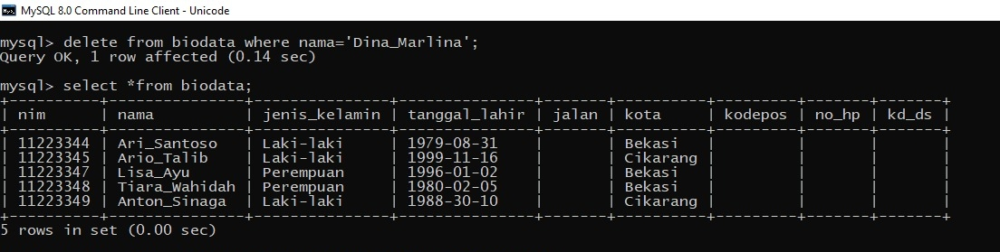 MySQL 8.0 Command Line Client - Unicode
mysql> delete from biodata where nama='Dina_Marlina';
Query OK, 1 row affected (0.14 sec)
mysql> select *from biodata;
+----------+---------------+---------------+---------------+-------+----------+---------+-------+-------+
| nim      | nama          | jenis_kelamin | tanggal_lahir | jalan | kota     | kodepos | no_hp | kd_ds |
+----------+---------------+---------------+---------------+-------+----------+---------+-------+-------+
| 11223344 | Ari_Santoso   | Laki-laki     | 1979-08-31    |       | Bekasi   |         |       |       |
| 11223345 | Ario_Talib    | Laki-laki     | 1999-11-16    |       | Cikarang |         |       |       |
| 11223347 | Lisa_Ayu      | Perempuan     | 1996-01-02    |       | Bekasi   |         |       |       |
| 11223348 | Tiara_Wahidah | Perempuan     | 1980-02-05    |       | Bekasi   |         |       |       |
| 11223349 | Anton_Sinaga  | Laki-laki     | 1988-30-10    |       | Cikarang |         |       |       |
+----------+---------------+---------------+---------------+-------+----------+---------+-------+-------+
5 rows in set (0.00 sec)